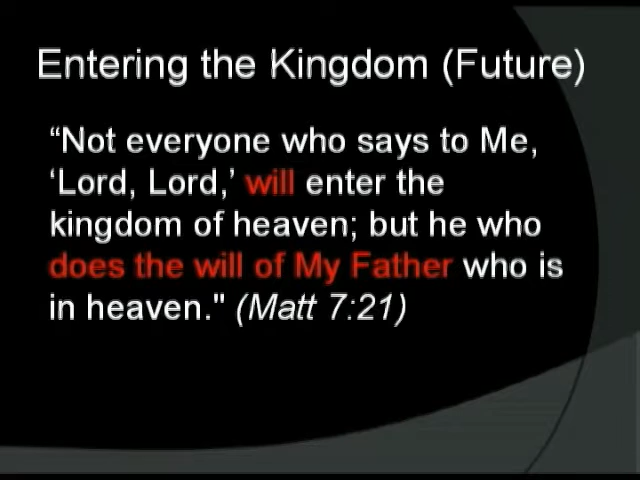 Entering the Kingdom (Future)
“Not everyone who says to Me,
‘Lord, Lord,’ will enter the
kingdom of heaven; but he who
does the will of My Father who is
in heaven." (Matt 7:21)